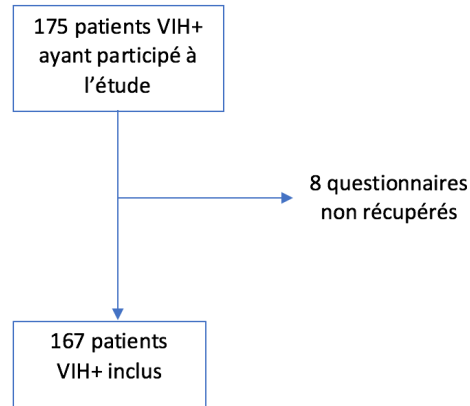 175 patients VIH+
ayant participé à
l’étude
8 questionnaires
non récupérés
167 patients
VIH+ inclus